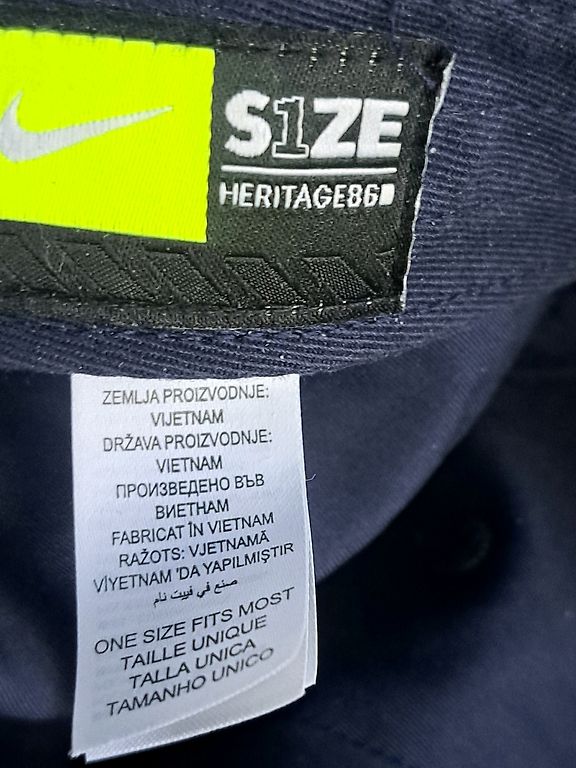 S1ZE
HERITAGE86
ZEMLJA PROIZVODNJE:
VIJETNAM
DRŽAVA PROIZVODNJE:
VIETNAM
ПРОИЗВЕДЕНО ВЪВ
ВИЕТНАМ
FABRICAT ÎN VIETNAM
RAŽOTS: VJETNAMĀ
VİYETNAM 'DA YAPILMIŞTIR
صنع في فييت نام
ONE SIZE FITS MOST
TAILLE UNIQUE
TALLA UNICA
TAMANHO UNICO